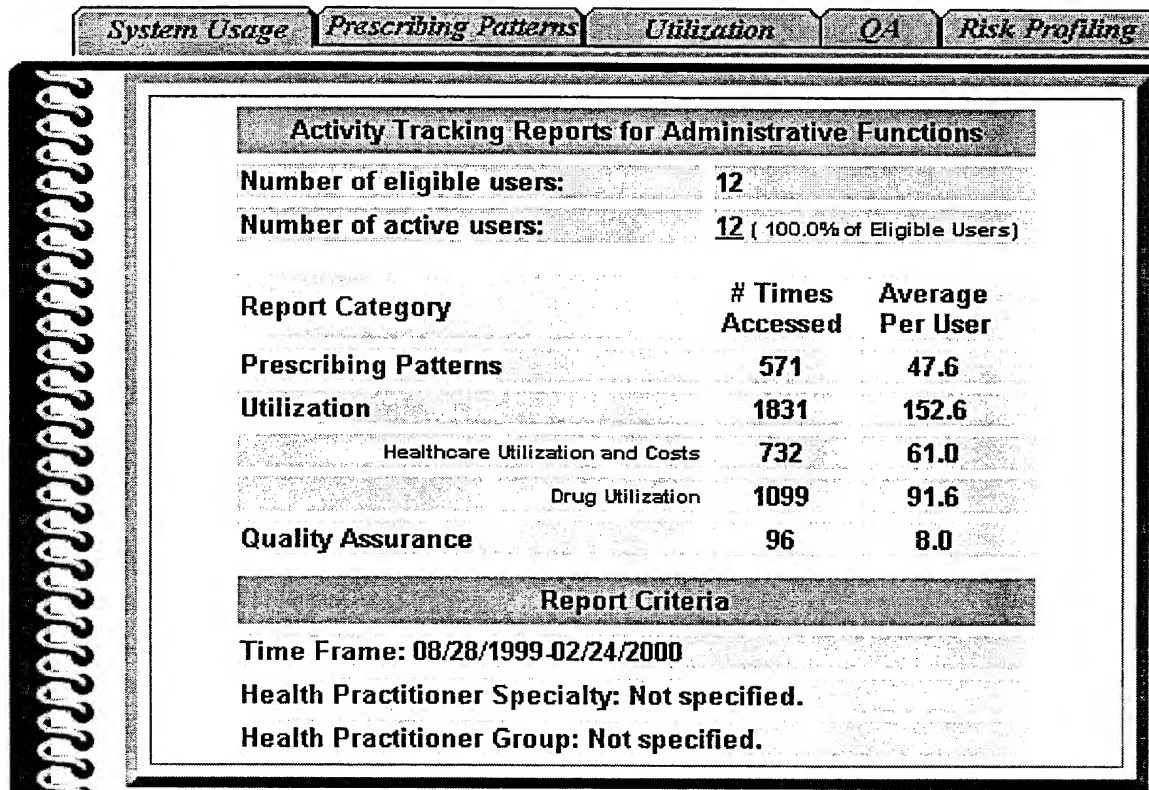 System Usage Prescribing Patterns Utilization QA Risk Profiling
Activity Tracking Reports for Administrative Functions
Number of eligible users: 12
Number of active users: 12 ( 100.0% of Eligible Users)
Report Category # Times Accessed Average Per User
Prescribing Patterns 571 47.6
Utilization 1831 152.6
Healthcare Utilization and Costs 732 61.0
Drug Utilization 1099 91.6
Quality Assurance 96 8.0
Report Criteria
Time Frame: 08/28/1999-02/24/2000
Health Practitioner Specialty: Not specified.
Health Practitioner Group: Not specified.